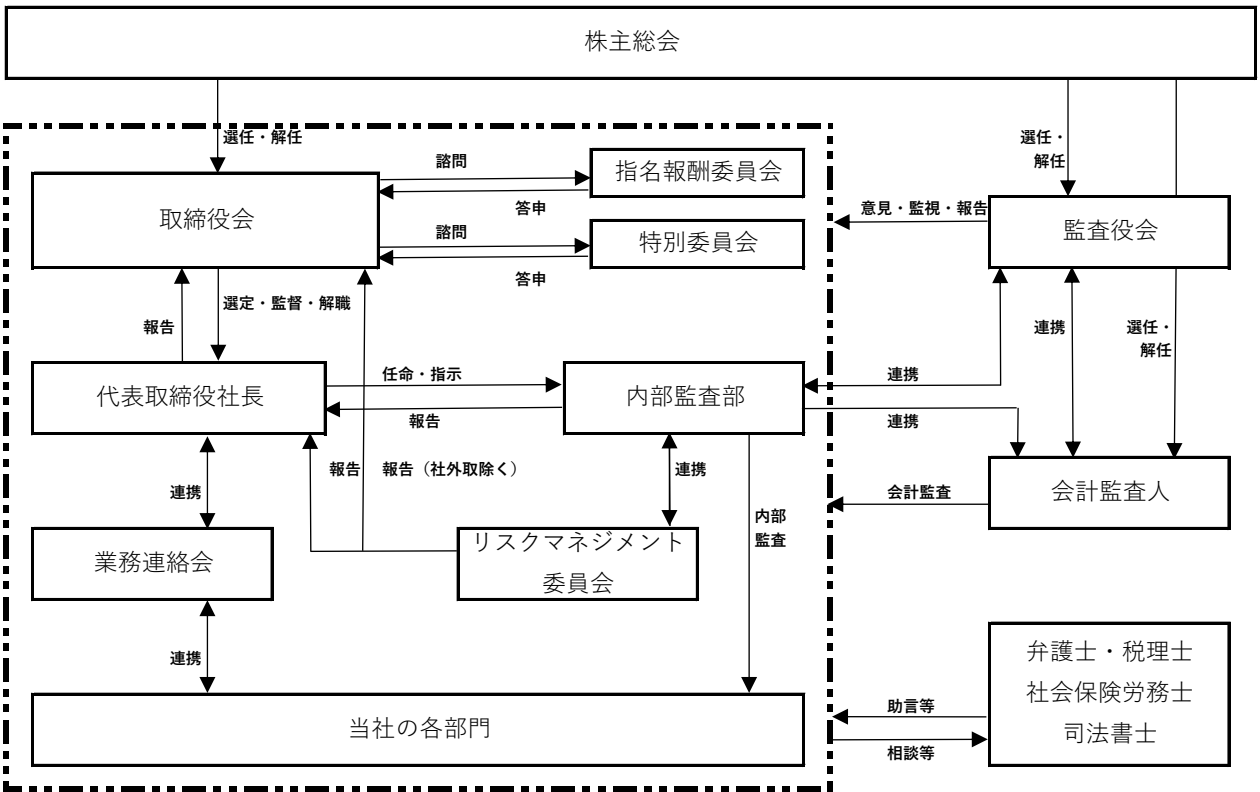 株主総会
選任・解任
選任・
解任
諮問
指名報酬委員会
答申
取締役会
諮問
特別委員会
答申
意見・監視・報告
監査役会
報告
選定・監督・解職
連携
選任・
解任
代表取締役社長
任命・指示
報告
内部監査部
連携
連携
報告
報告（社外取除く）
連携
連携
内部
監査
会計監査
会計監査人
業務連絡会
リスクマネジメント
委員会
連携
当社の各部門
助言等
相談等
弁護士・税理士
社会保険労務士
司法書士